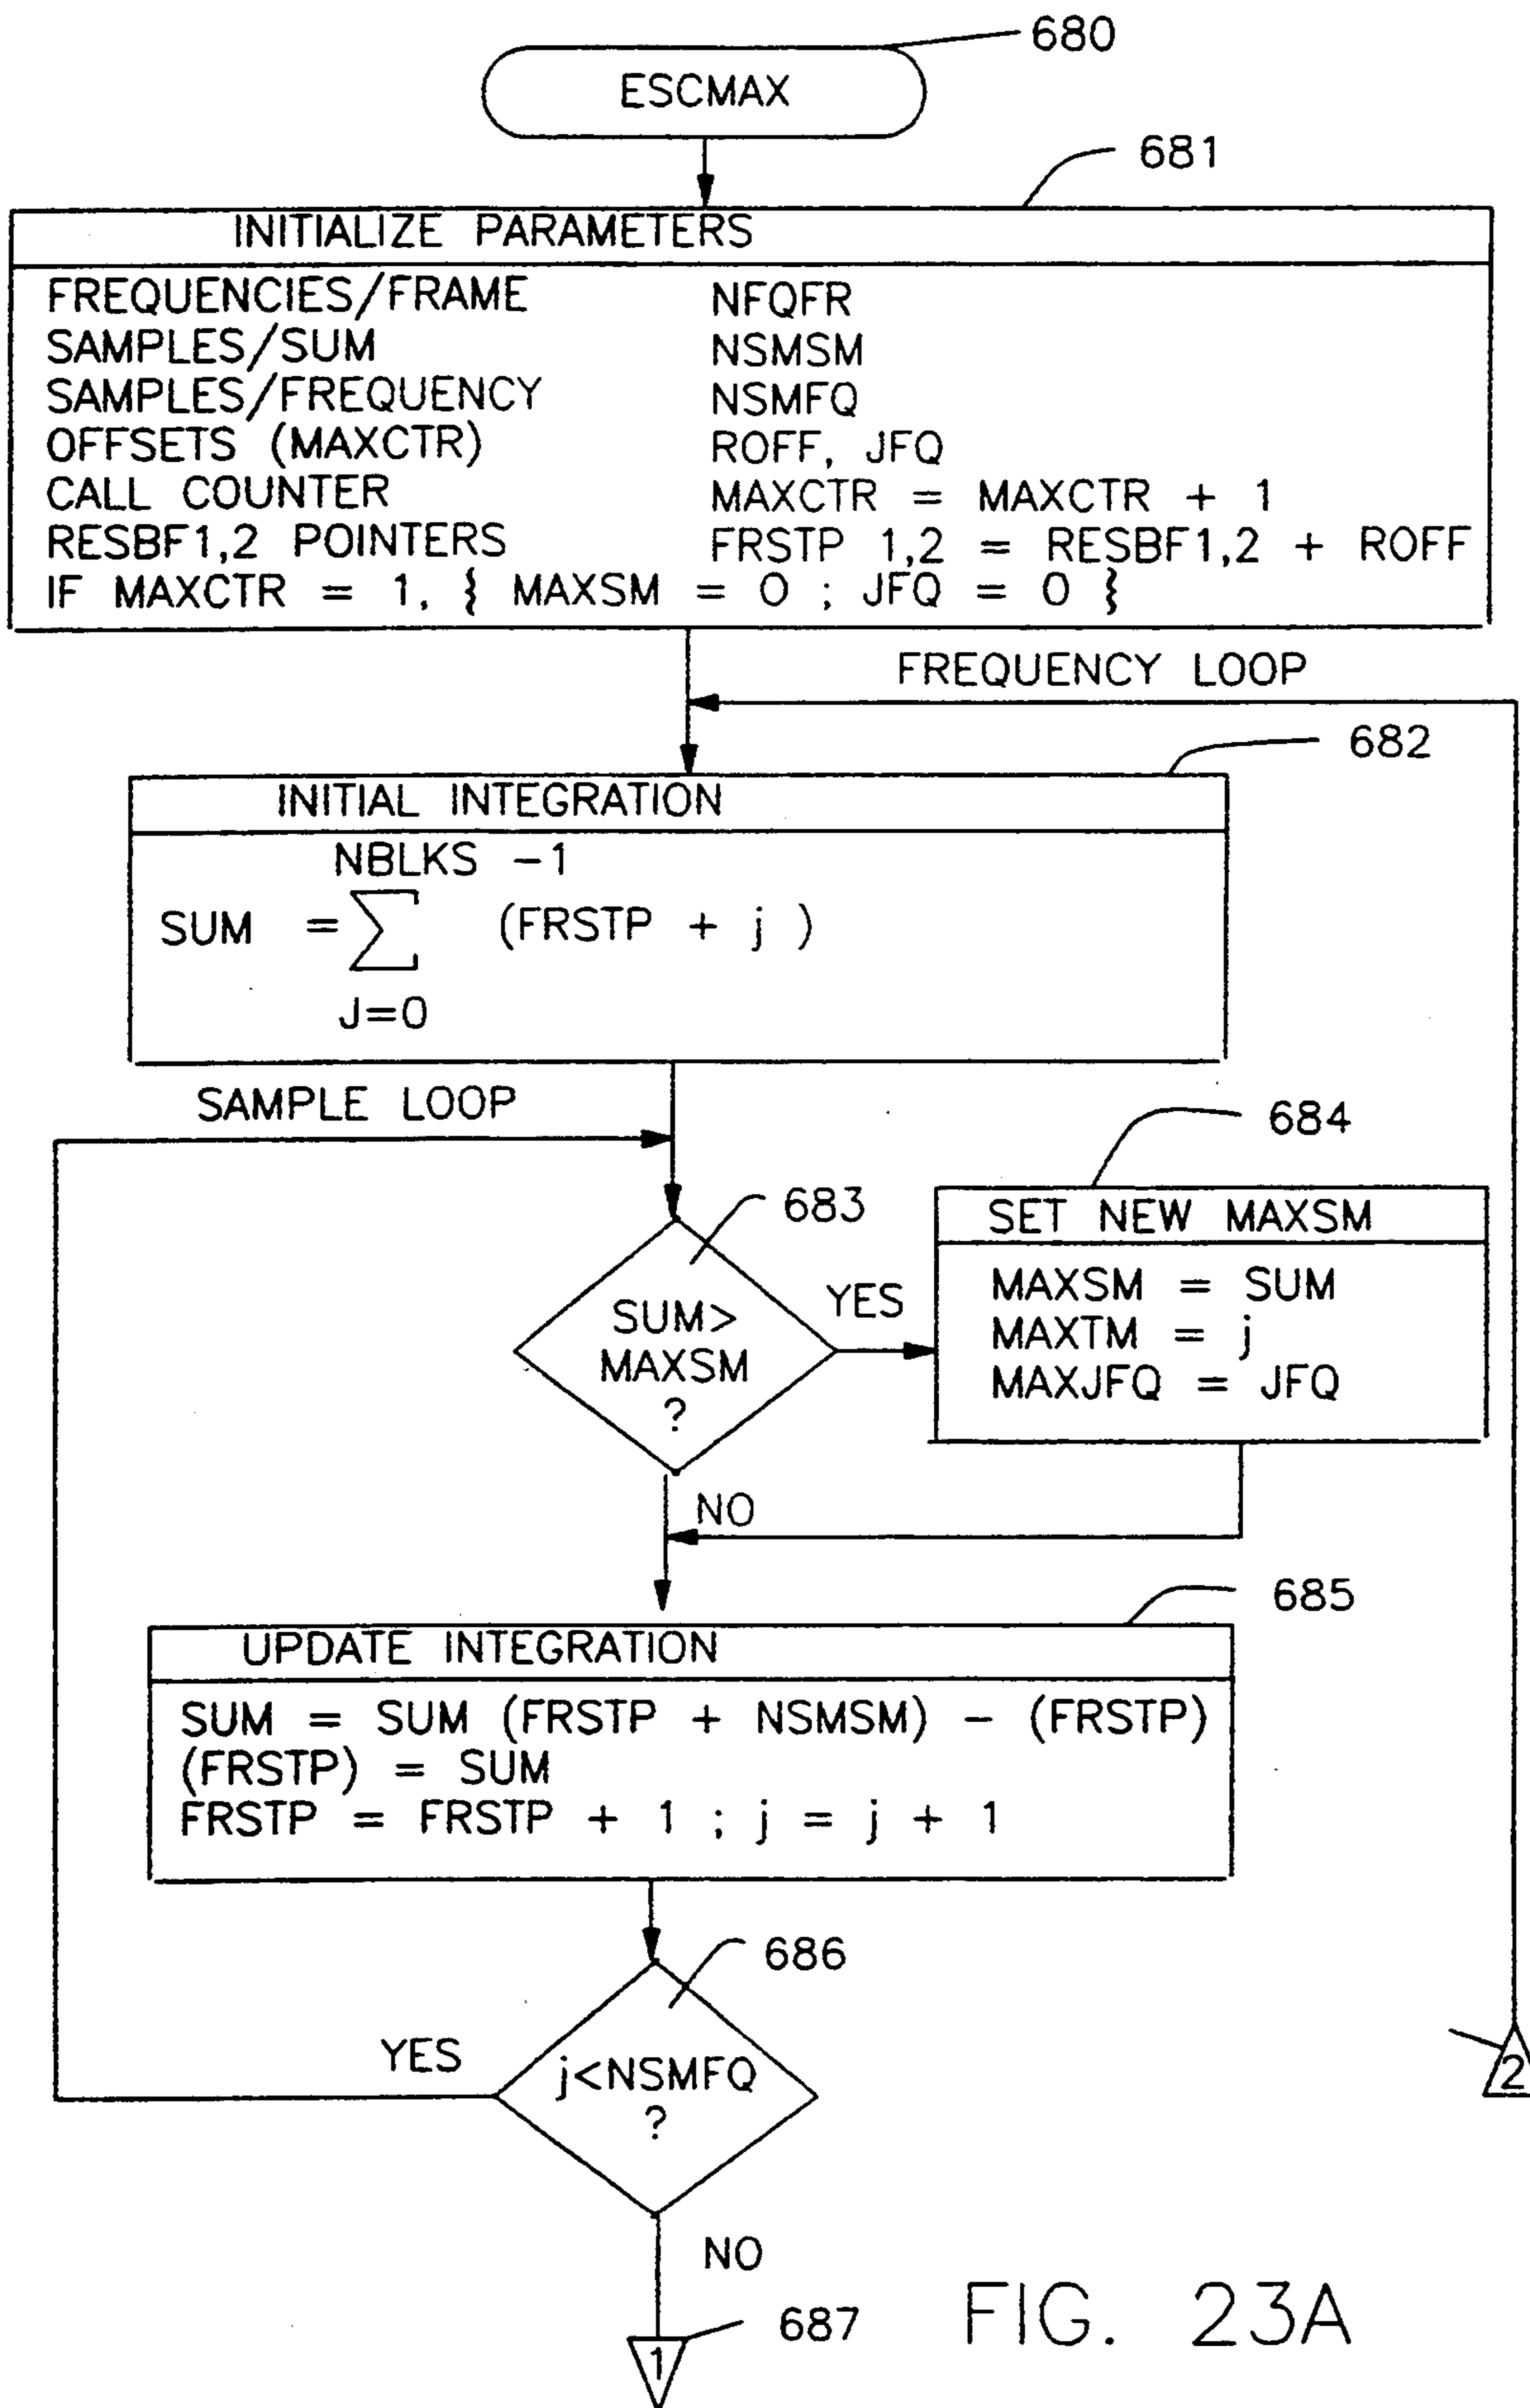 680
ESCMAX
681
INITIALIZE PARAMETERS
FREQUENCIES/FRAME NFQFR
SAMPLES/SUM NSMSM
SAMPLES/FREQUENCY NSMFQ
OFFSETS (MAXCTR) ROFF, JFQ
CALL COUNTER MAXCTR = MAXCTR + 1
RESBF1,2 POINTERS FRSTP 1,2 = RESBF1,2 + ROFF
IF MAXCTR = 1, { MAXSM = 0 ; JFQ = 0 }
FREQUENCY LOOP
682
INITIAL INTEGRATION
NBLKS -1
SUM = ∑ (FRSTP + j )
J=0
SAMPLE LOOP
684
683
SET NEW MAXSM
SUM>
MAXSM
?
YES
MAXSM = SUM
MAXTM = j
MAXJFQ = JFQ
NO
685
UPDATE INTEGRATION
SUM = SUM (FRSTP + NSMSM) - (FRSTP)
(FRSTP) = SUM
FRSTP = FRSTP + 1 ; j = j + 1
686
YES
j<NSMFQ
?
2
NO
687
1
FIG. 23A